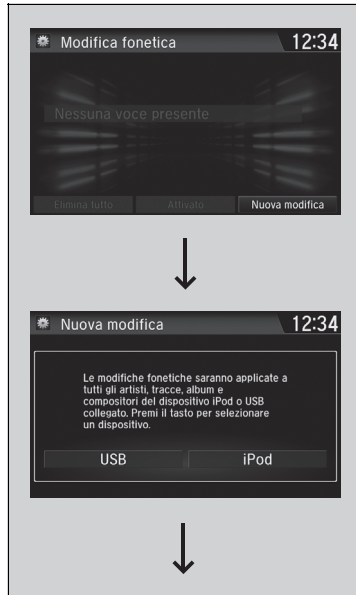 Modifica fonetica 12:34
Nessuna voce presente
Elimina tutto Attivato Nuova modifica
Nuova modifica 12:34
Le modifiche fonetiche saranno applicate a
tutti gli artisti, tracce, album e
compositori del dispositivo iPod o USB
collegato. Premi il tasto per selezionare
un dispositivo.
USB iPod